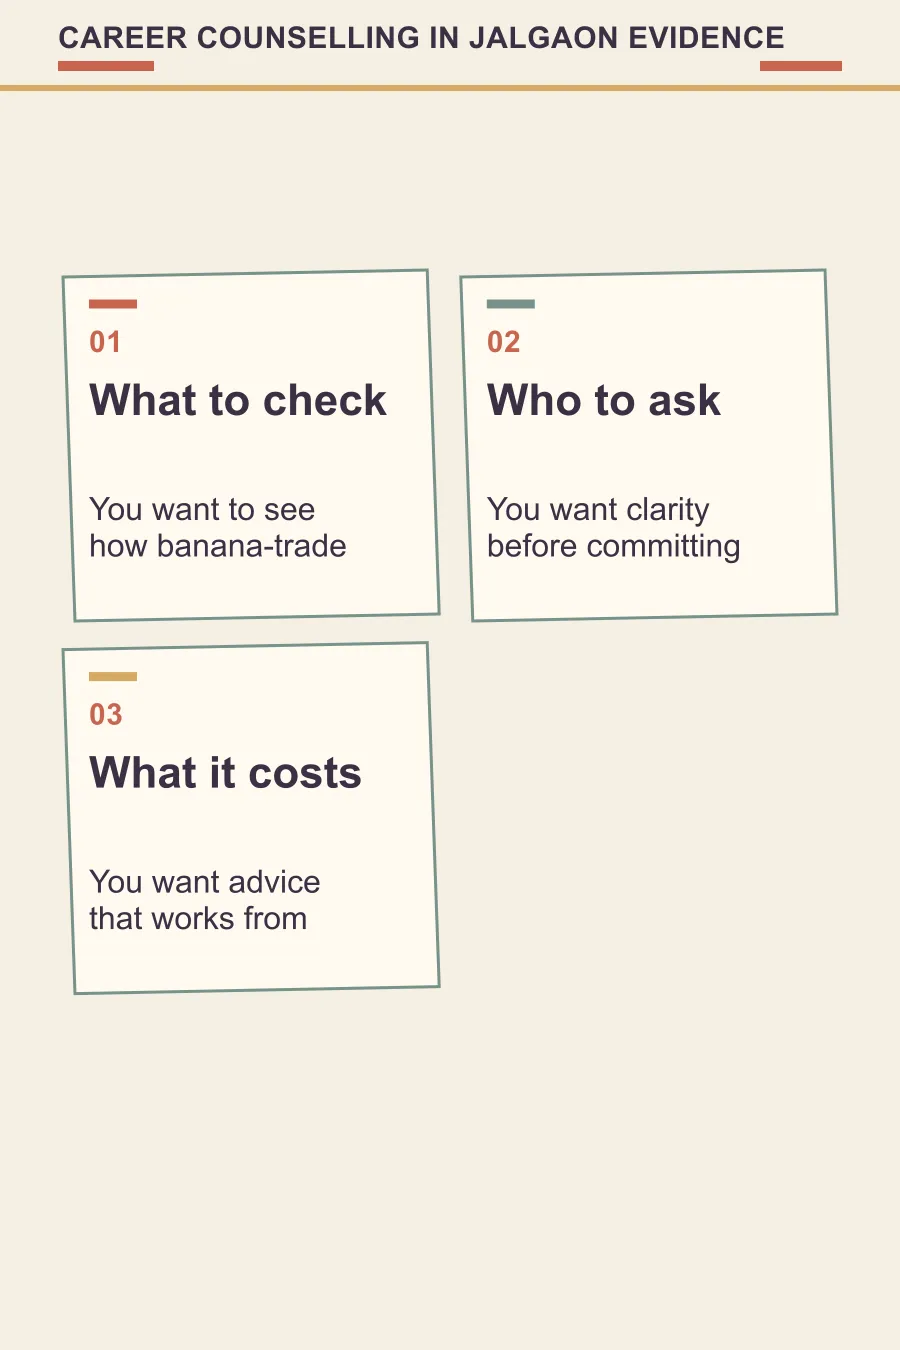 CAREER COUNSELLING IN JALGAON EVIDENCE
01
What to check
You want to see
how banana-trade
02
Who to ask
You want clarity
before committing
03
What it costs
You want advice
that works from